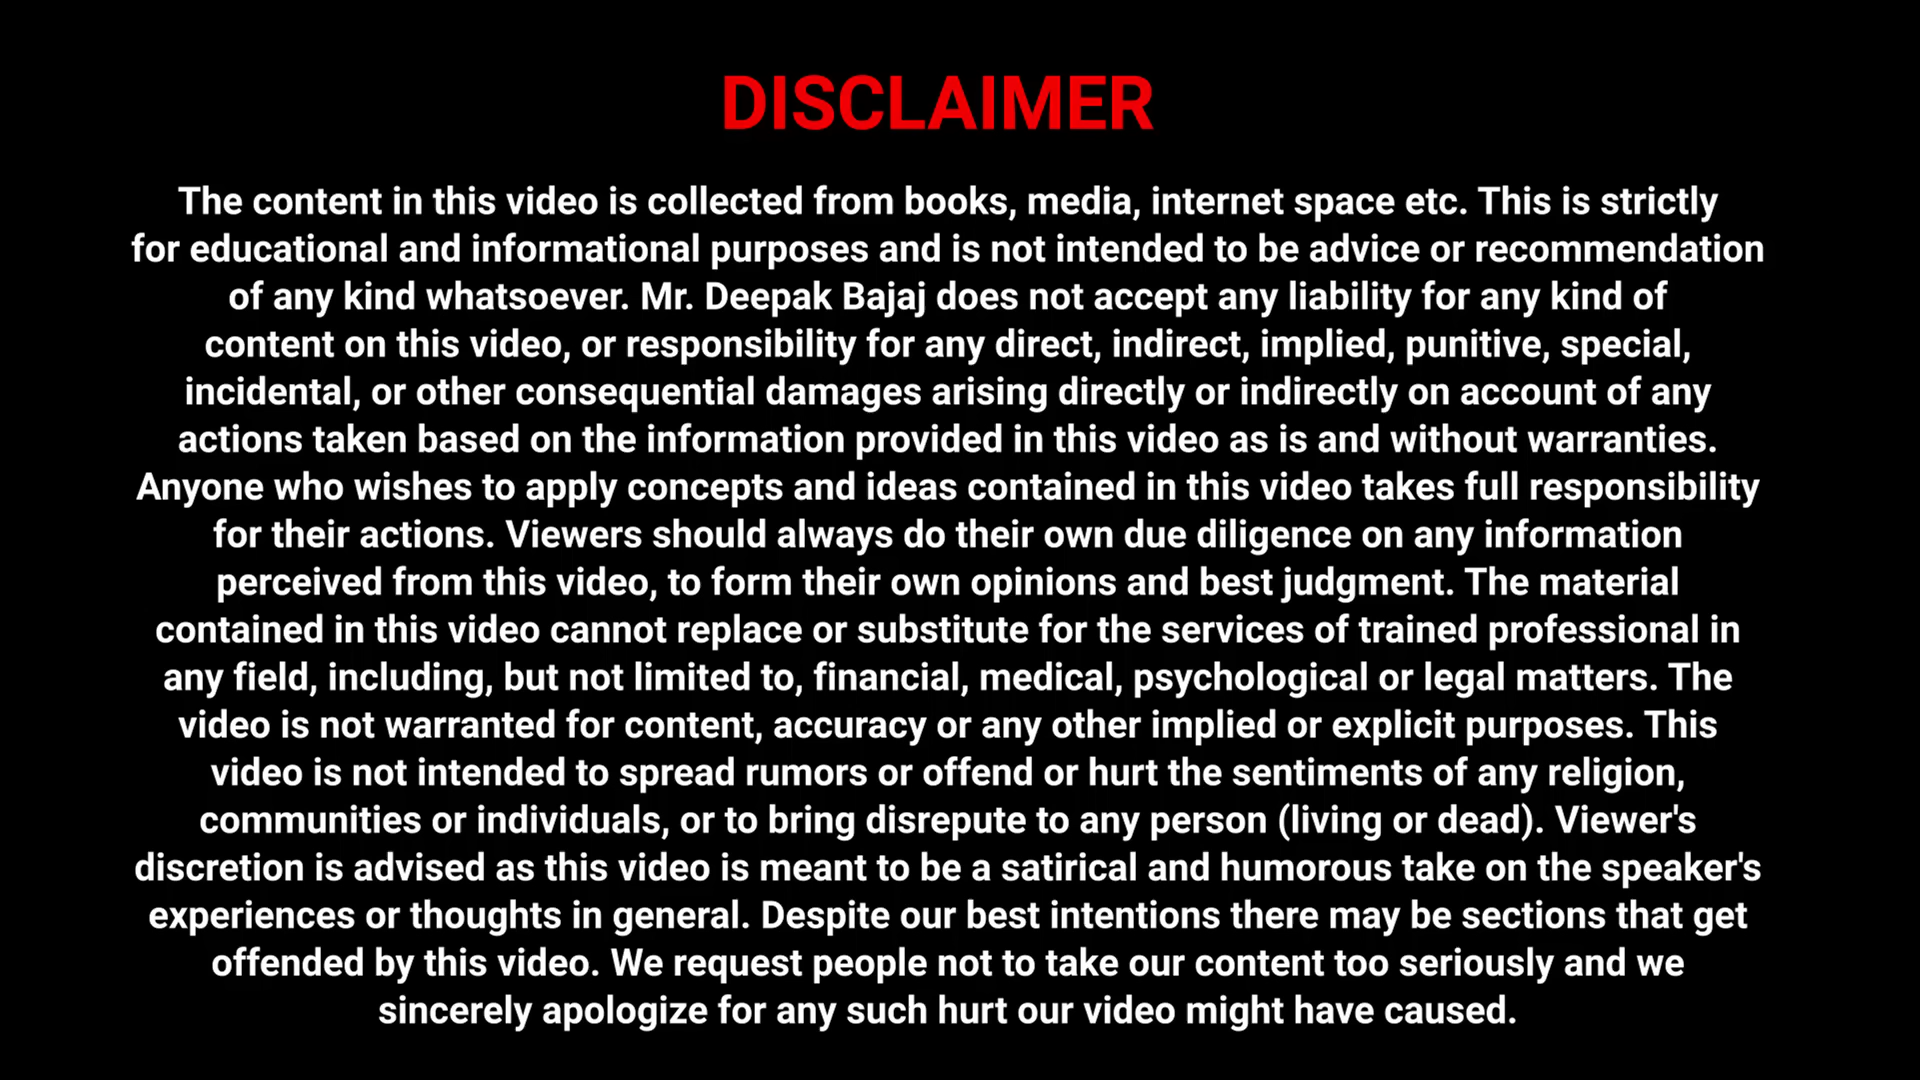 DISCLAIMER
The content in this video is collected from books, media, internet space etc. This is strictly
for educational and informational purposes and is not intended to be advice or recommendation
of any kind whatsoever. Mr. Deepak Bajaj does not accept any liability for any kind of
content on this video, or responsibility for any direct, indirect, implied, punitive, special,
incidental, or other consequential damages arising directly or indirectly on account of any
actions taken based on the information provided in this video as is and without warranties.
Anyone who wishes to apply concepts and ideas contained in this video takes full responsibility
for their actions. Viewers should always do their own due diligence on any information
perceived from this video, to form their own opinions and best judgment. The material
contained in this video cannot replace or substitute for the services of trained professional in
any field, including, but not limited to, financial, medical, psychological or legal matters. The
video is not warranted for content, accuracy or any other implied or explicit purposes. This
video is not intended to spread rumors or offend or hurt the sentiments of any religion,
communities or individuals, or to bring disrepute to any person (living or dead). Viewer's
discretion is advised as this video is meant to be a satirical and humorous take on the speaker's
experiences or thoughts in general. Despite our best intentions there may be sections that get
offended by this video. We request people not to take our content too seriously and we
sincerely apologize for any such hurt our video might have caused.